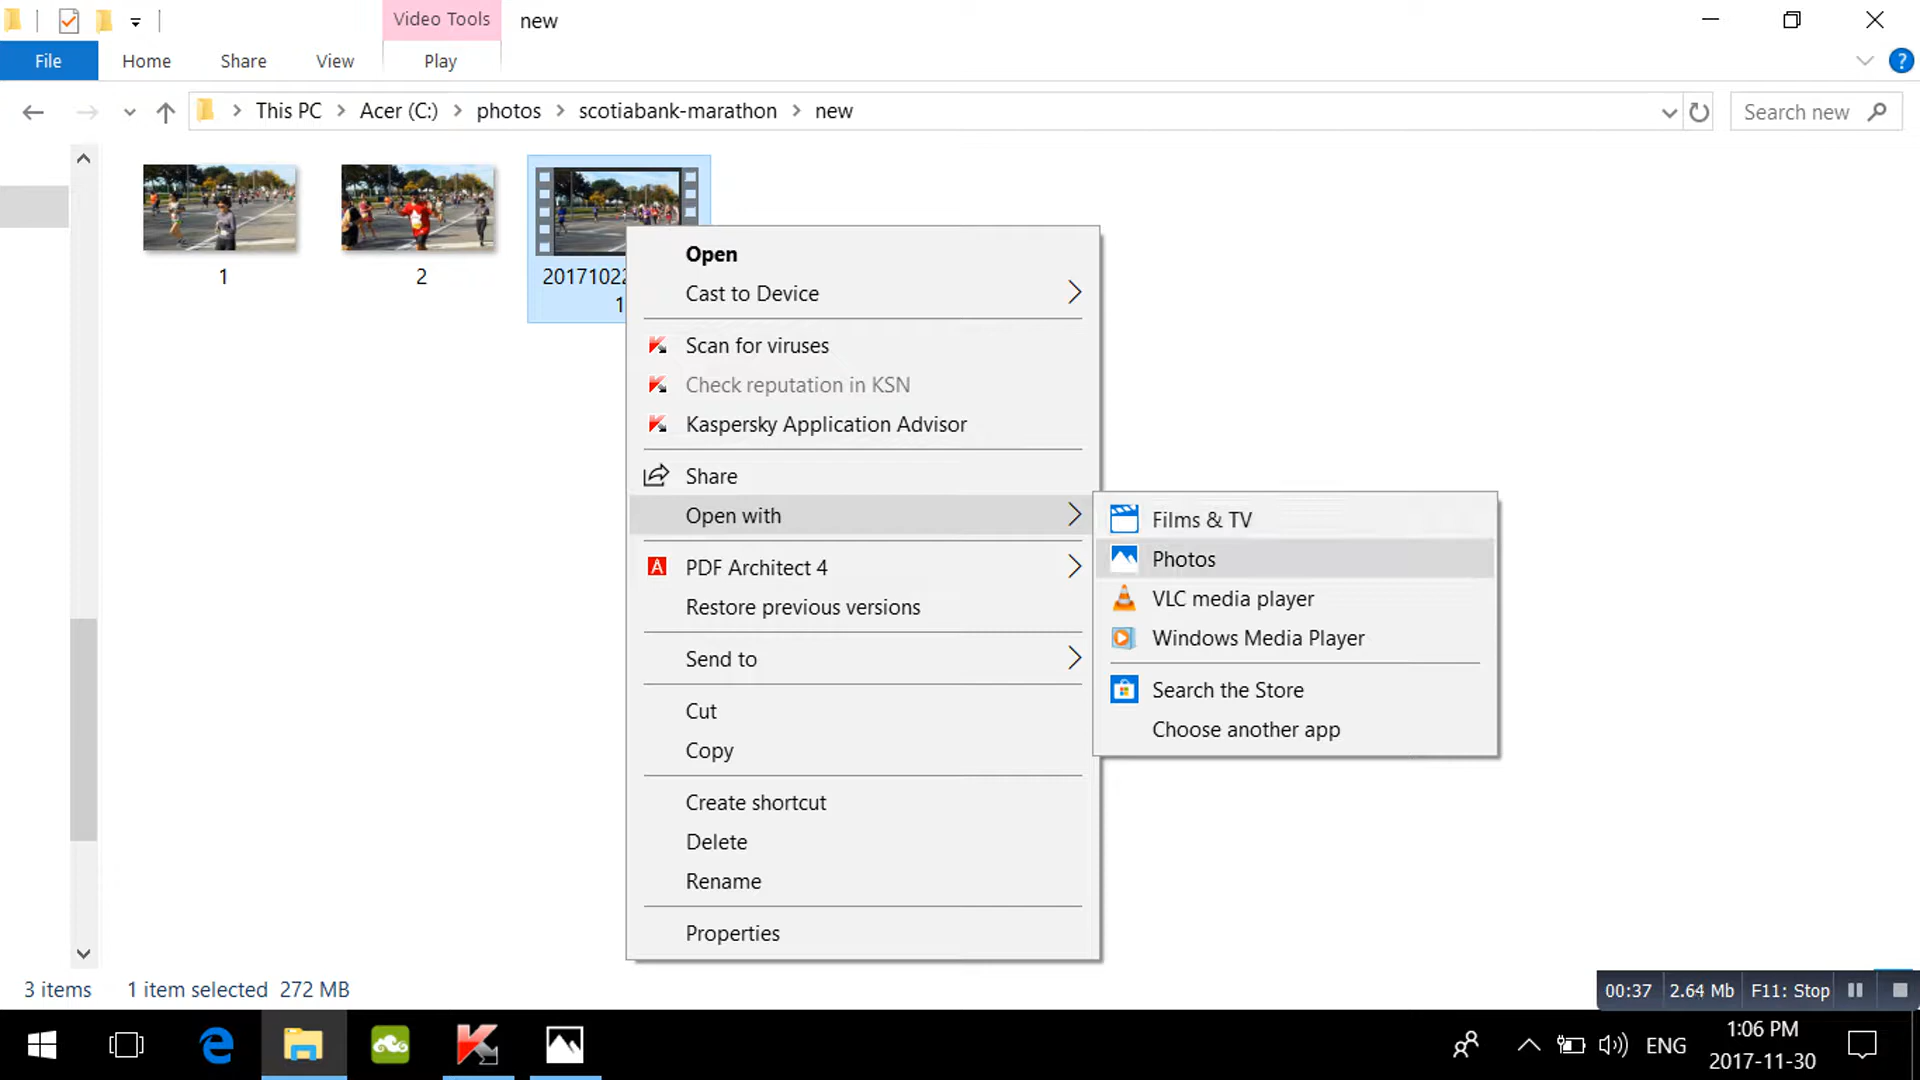 Video Tools
new
File
Home
Share
View
Play
?
This PC
Acer (C:)
photos
scotiabank-marathon
new
Search new
1
2
2017102
1
Open
Cast to Device
Scan for viruses
Check reputation in KSN
Kaspersky Application Advisor
Share
Open with
PDF Architect 4
Restore previous versions
Send to
Cut
Copy
Create shortcut
Delete
Rename
Properties
Films & TV
Photos
VLC media player
Windows Media Player
Search the Store
Choose another app
3 items
1 item selected 272 MB
00:37
2.64 Mb
F11: Stop
ENG
1:06 PM
2017-11-30